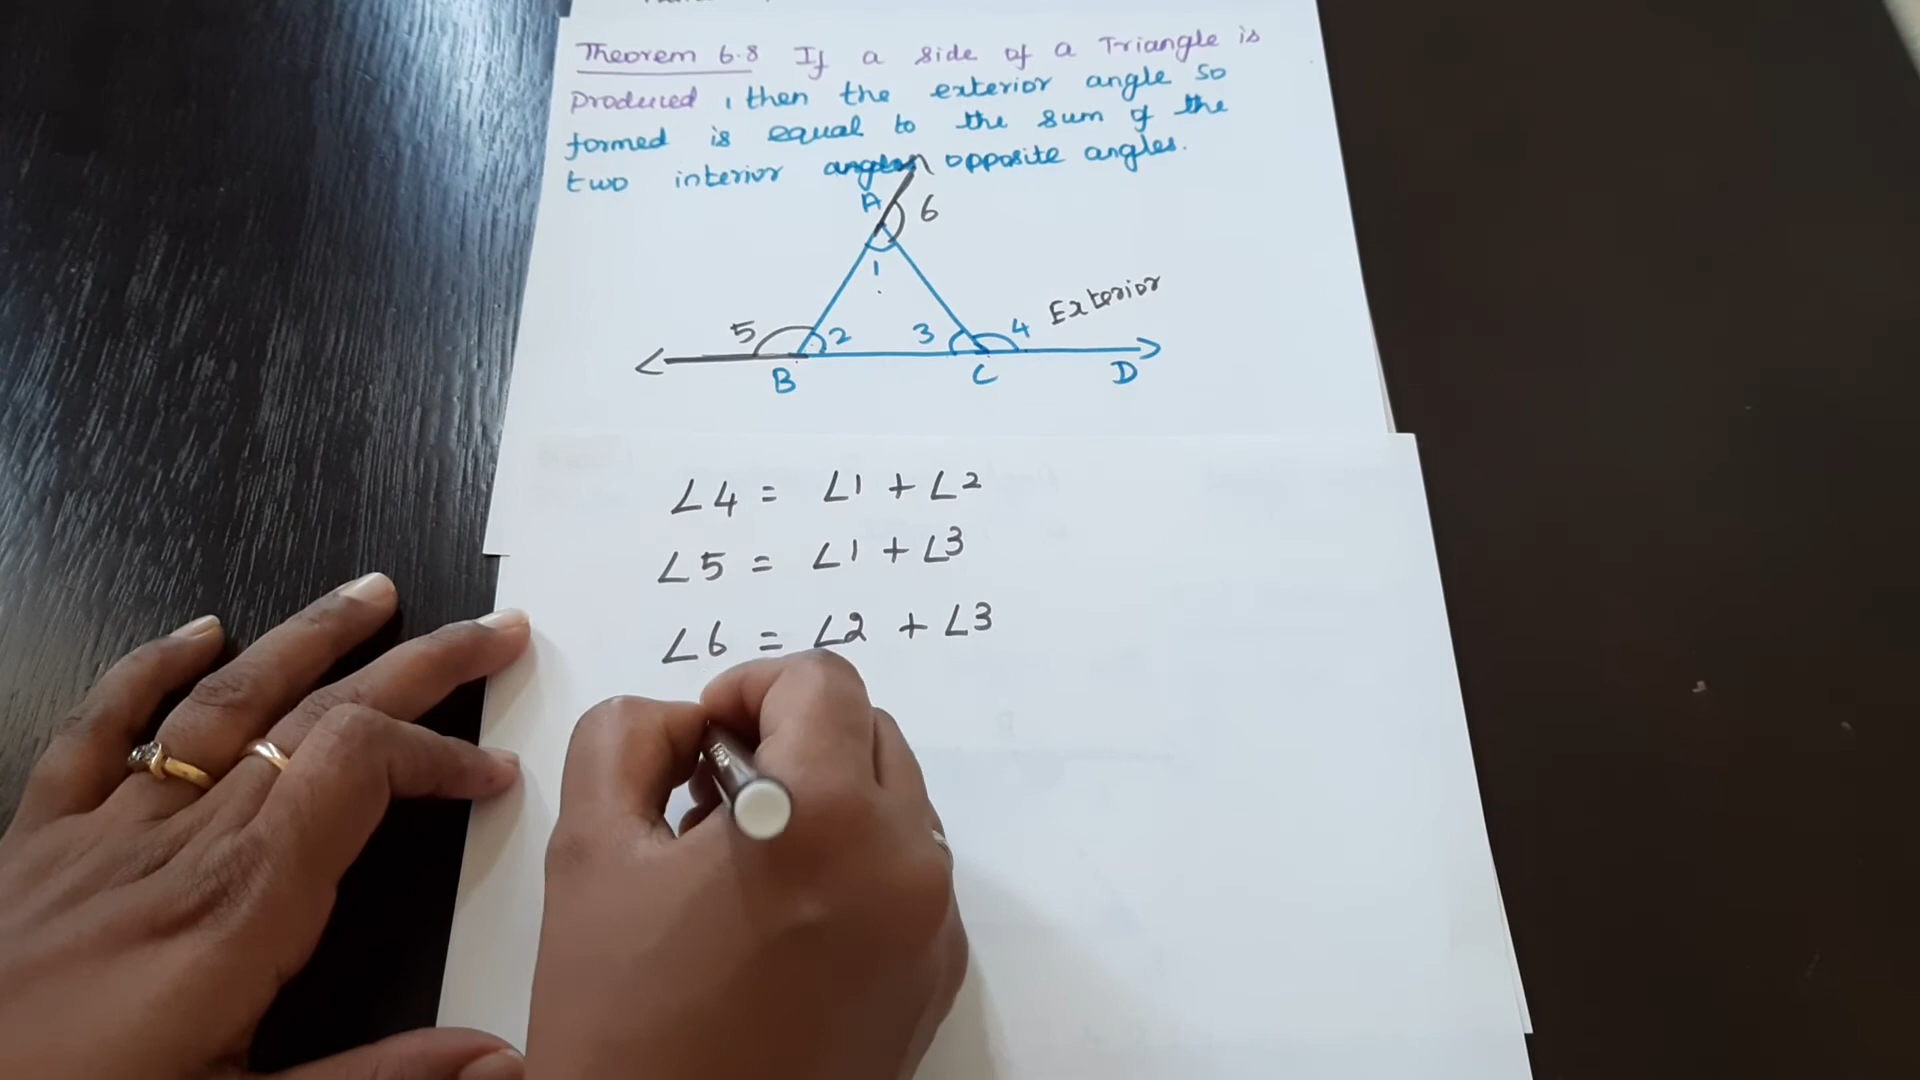 Theorem 6.8 If a side of a Triangle is
Produced , then the exterior angle so
formed is equal to the sum of the
two interior opposite angles.
A
6
1
Exterior
5 2 3 4
B C D
∠4 = ∠1 + ∠2
∠5 = ∠1 + ∠3
∠6 = ∠2 + ∠3